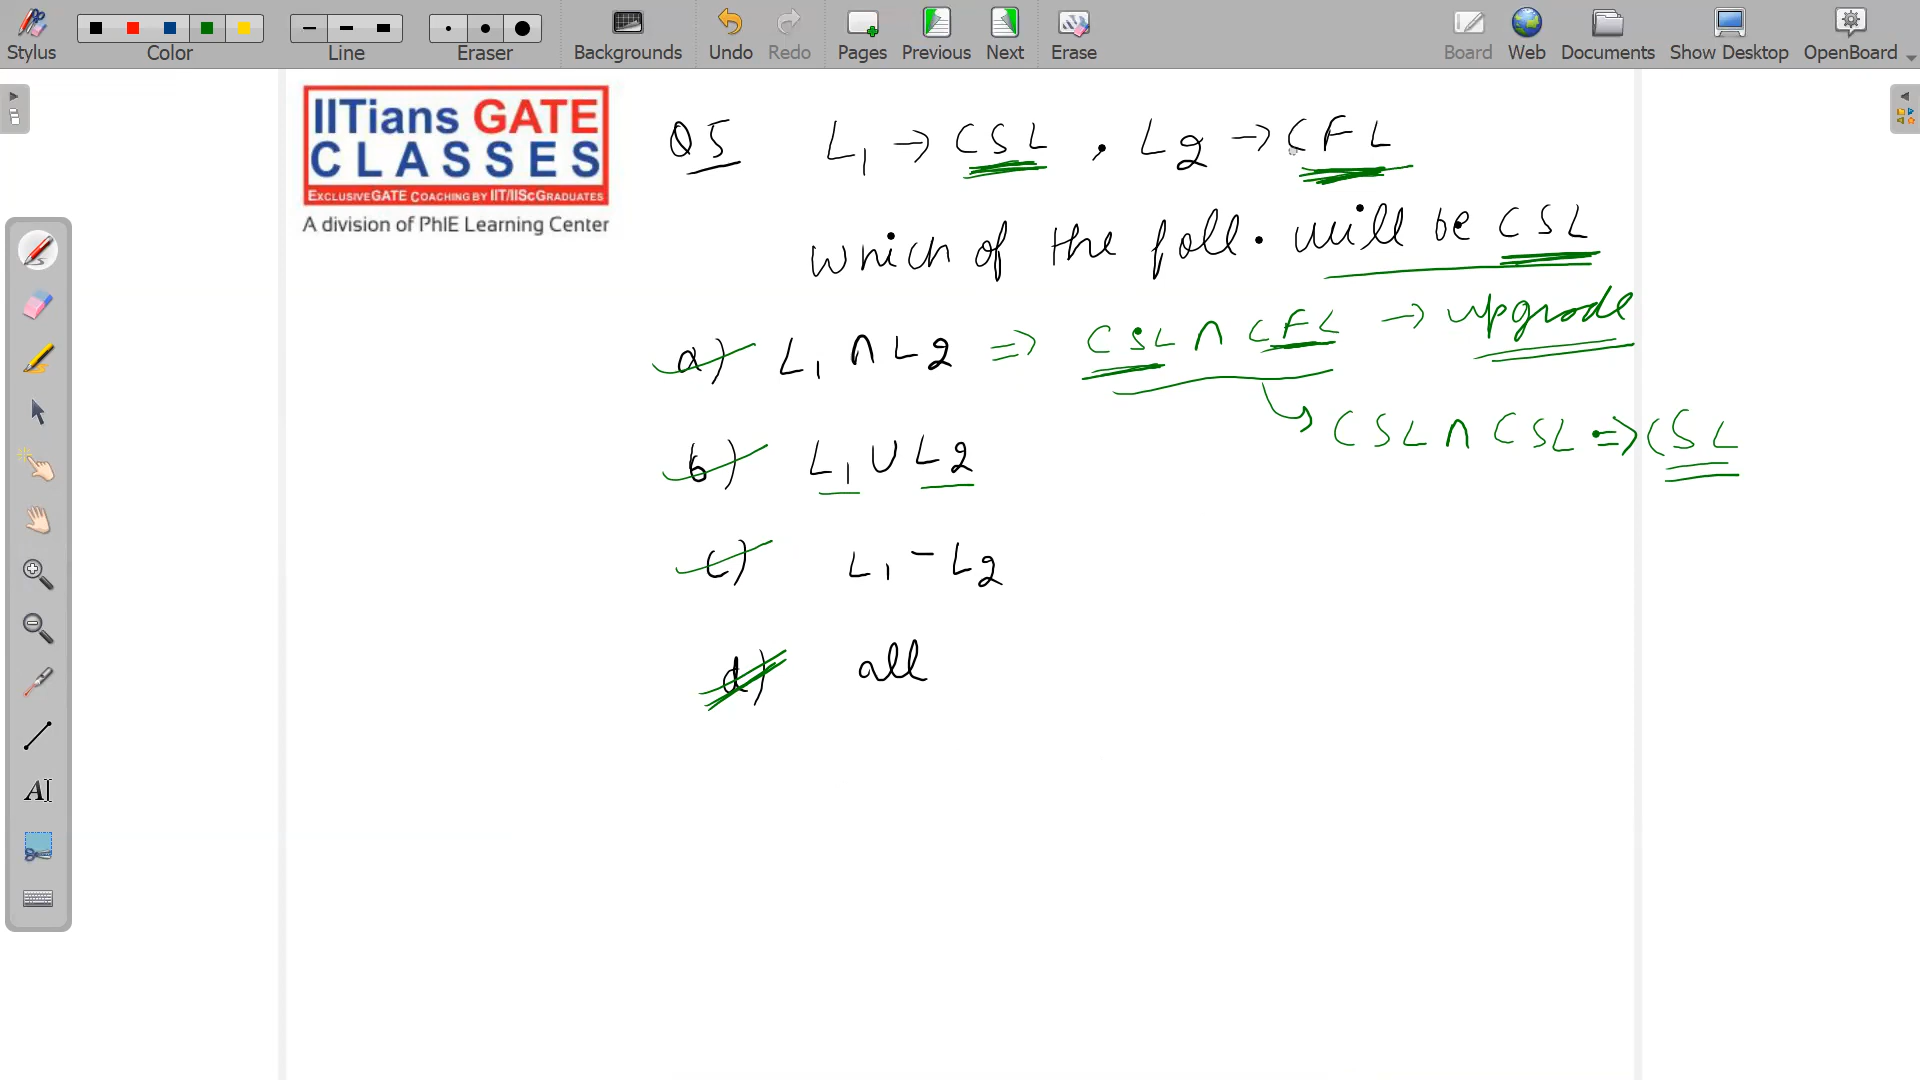 Stylus Color Line Eraser Backgrounds Undo Redo Pages Previous Next Erase Board Web Documents Show Desktop OpenBoard
IITians GATE
CLASSES
EXCLUSIVE GATE COACHING BY IIT/IISc GRADUATES
A division of PhIE Learning Center
Q5 L1 → CSL , L2 → CFL
which of the foll. will be CSL
a) L1 ∩ L2 ⇒ CSL ∩ CFL → upgrade
CSL ∩ CSL ⇒ CSL
b) L1 ∪ L2
c) L1 - L2
d) all
AI